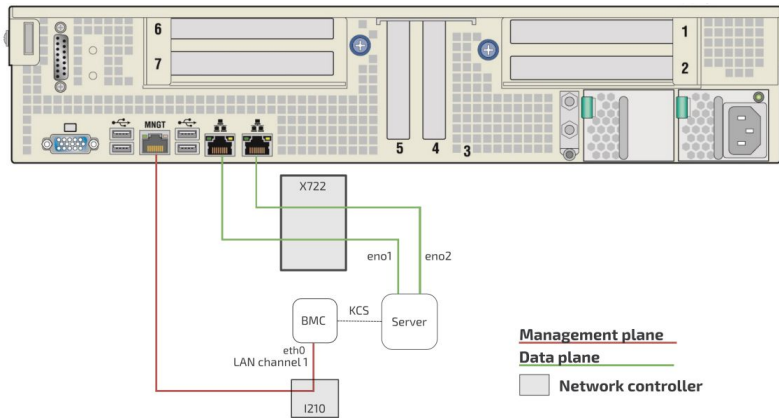 6
7
1
2
MNGT
5
4
3
X722
eno1
eno2
KCS
BMC
Server
eth0
LAN channel 1
I210
Management plane
Data plane
Network controller